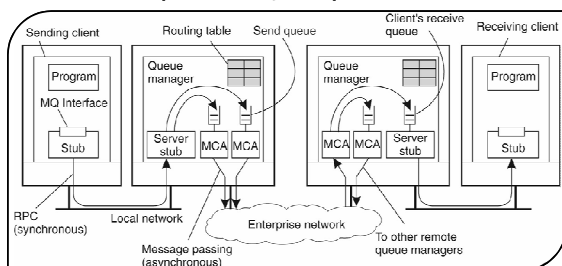 Sending client
Routing table
Send queue
Client's receive
queue
Receiving client
Program
MQ Interface
Stub
Queue
manager
Server
stub
MCA
MCA
Queue
manager
MCA
MCA
Server
stub
Program
Stub
RPC
(synchronous)
Local network
Message passing
(asynchronous)
Enterprise network
To other remote
queue managers